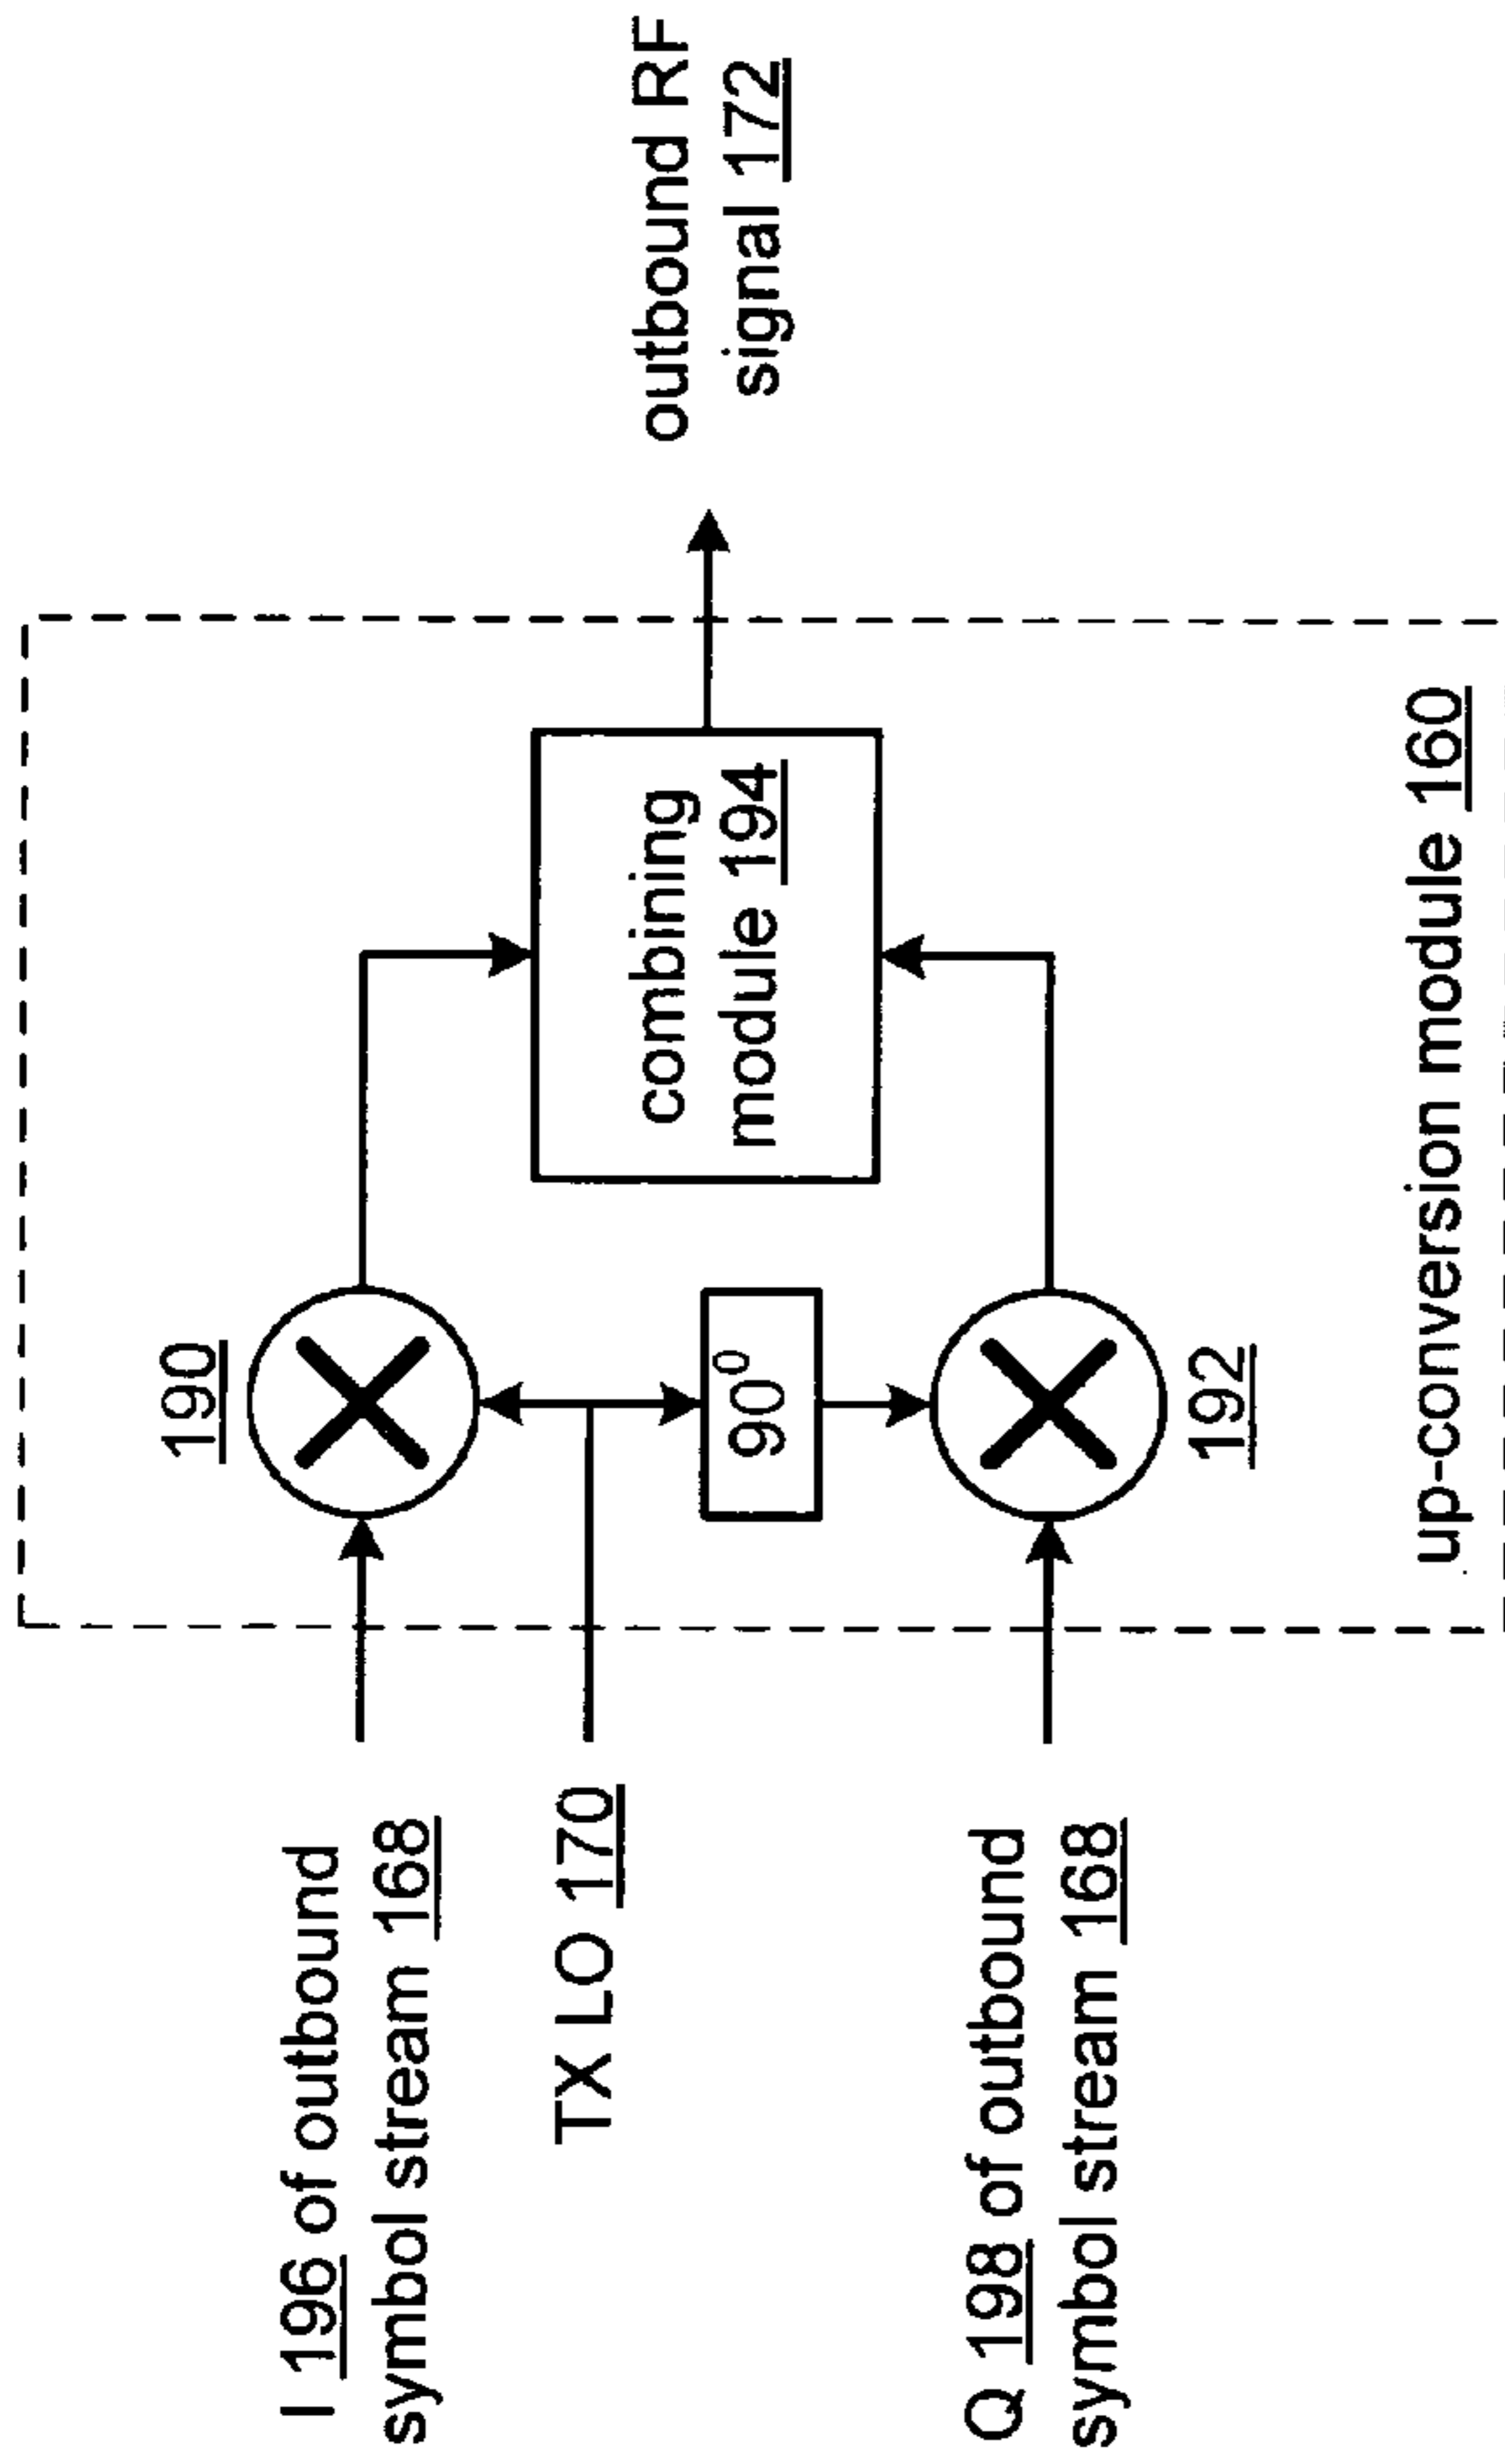 I 196 of outbound
symbol stream 168
TX LO 170
Q 198 of outbound
symbol stream 168
190
90⁰
192
combining
module 194
up-conversion module 160
outbound RF
signal 172